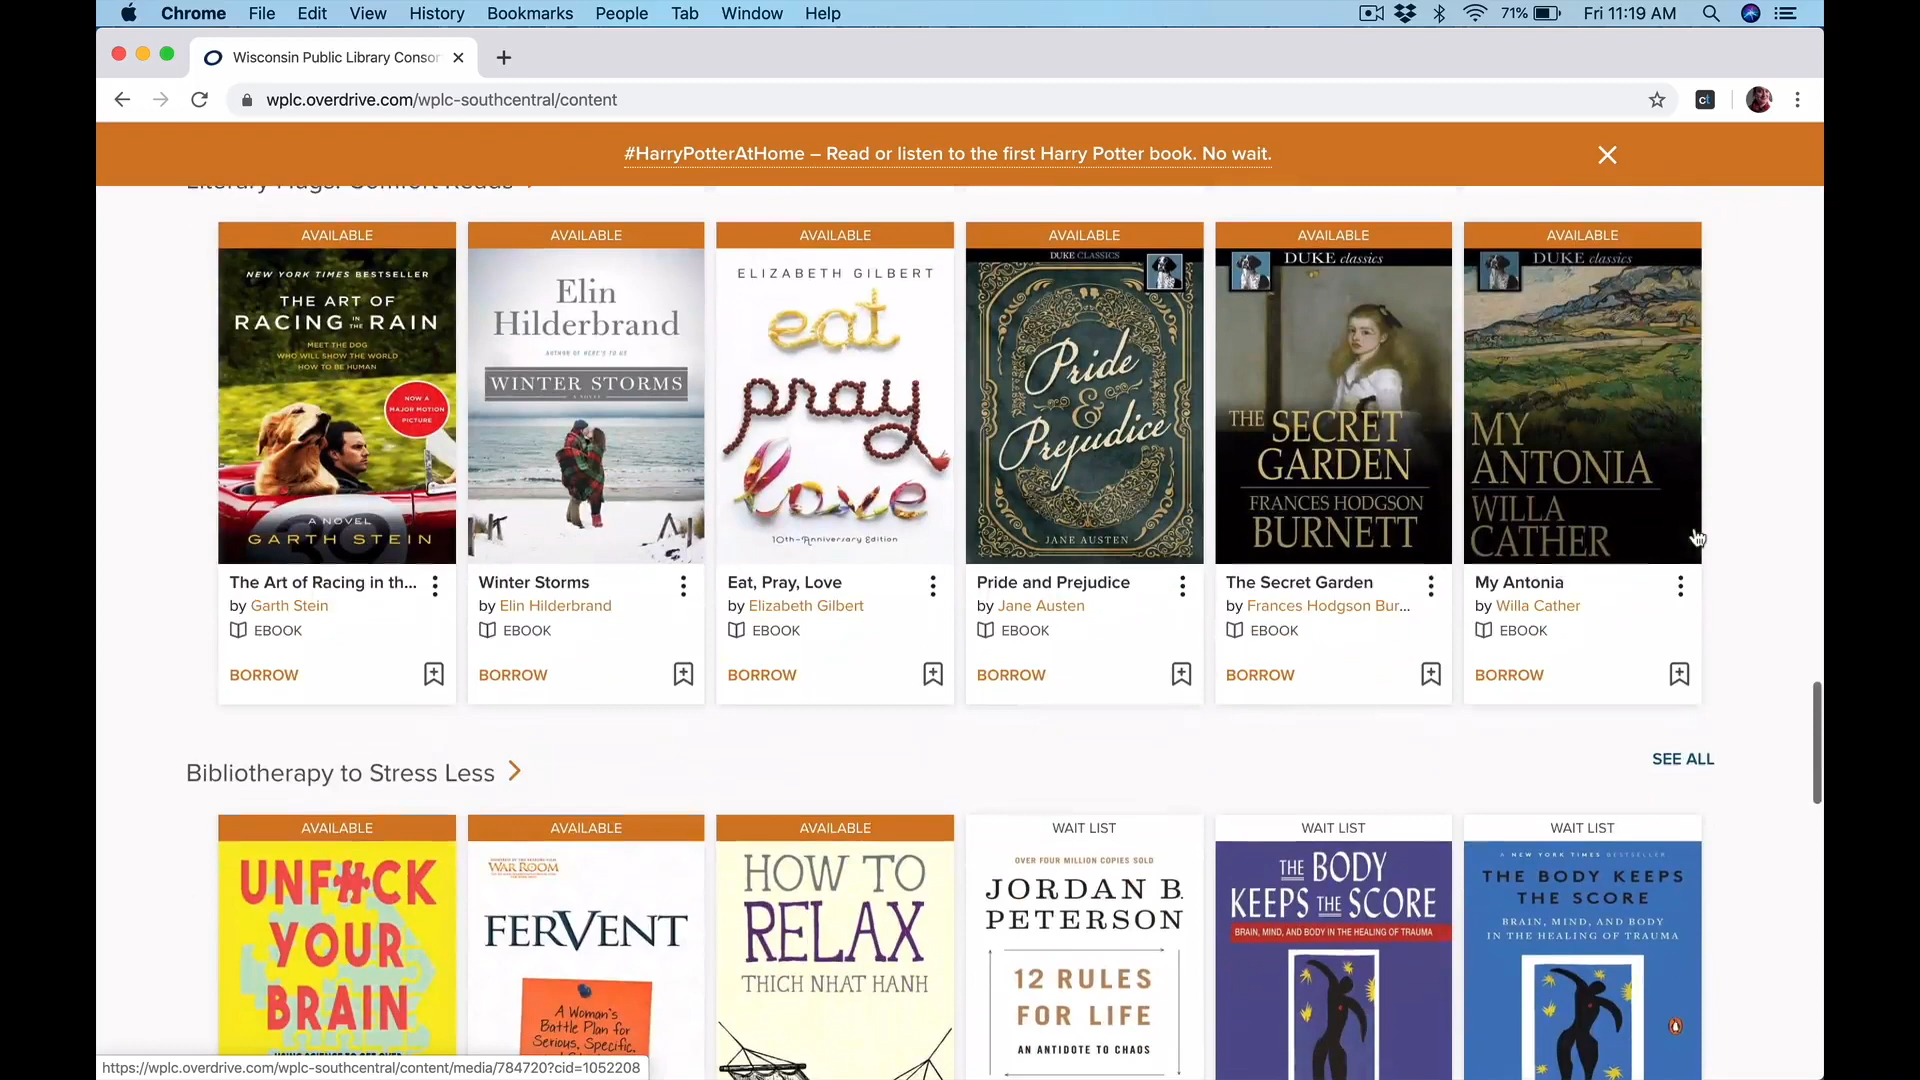 Chrome File Edit View History Bookmarks People Tab Window Help 71% Fri 11:19 AM
Wisconsin Public Library Consor
wplc.overdrive.com/wplc-southcentral/content
#HarryPotterAtHome – Read or listen to the first Harry Potter book. No wait.
Literary Hugs: Comfort Reads
AVAILABLE AVAILABLE AVAILABLE AVAILABLE AVAILABLE AVAILABLE
NEW YORK TIMES BESTSELLER
THE ART OF
RACING IN THE RAIN
MEET THE DOG
WHO WILL SHOW THE WORLD
HOW TO BE HUMAN
NOW A
MAJOR MOTION
PICTURE
A NOVEL
GARTH STEIN
Elin
Hilderbrand
AUTHOR OF HERE'S TO US
WINTER STORMS
A NOVEL
ELIZABETH GILBERT
eat
pray
love
10th-Anniversary Edition
DUKE CLASSICS
Pride
&
Prejudice
JANE AUSTEN
DUKE classics
THE SECRET
GARDEN
FRANCES HODGSON
BURNETT
DUKE classics
MY
ANTONIA
WILLA
CATHER
The Art of Racing in th... Winter Storms Eat, Pray, Love Pride and Prejudice The Secret Garden My Antonia
by Garth Stein by Elin Hilderbrand by Elizabeth Gilbert by Jane Austen by Frances Hodgson Bur... by Willa Cather
EBOOK EBOOK EBOOK EBOOK EBOOK EBOOK
BORROW BORROW BORROW BORROW BORROW BORROW
Bibliotherapy to Stress Less SEE ALL
AVAILABLE AVAILABLE AVAILABLE WAIT LIST WAIT LIST WAIT LIST
UNF#CK
YOUR
BRAIN
WAR ROOM
FERVENT
A Woman's
Battle Plan for
Serious, Specific,
HOW TO
RELAX
THICH NHAT HANH
OVER FOUR MILLION COPIES SOLD
JORDAN B.
PETERSON
12 RULES
FOR LIFE
AN ANTIDOTE TO CHAOS
THE BODY
KEEPS THE SCORE
BRAIN, MIND, AND BODY IN THE HEALING OF TRAUMA
A NEW YORK TIMES BESTSELLER
THE BODY KEEPS
THE SCORE
BRAIN, MIND, AND BODY
IN THE HEALING OF TRAUMA
https://wplc.overdrive.com/wplc-southcentral/content/media/784720?cid=1052208